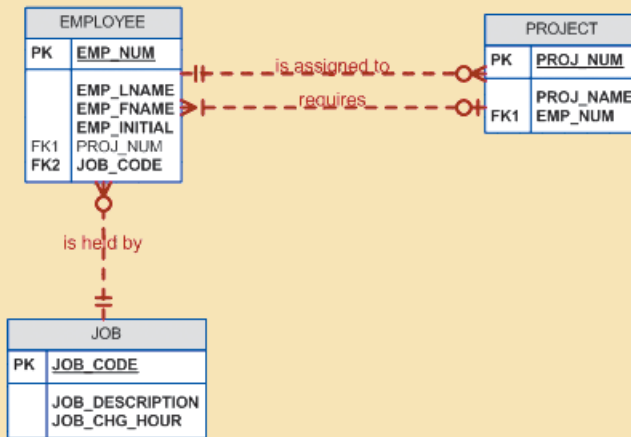 EMPLOYEE
PK EMP_NUM
EMP_LNAME
EMP_FNAME
EMP_INITIAL
FK1 PROJ_NUM
FK2 JOB_CODE
is assigned to
requires
PROJECT
PK PROJ_NUM
PROJ_NAME
FK1 EMP_NUM
is held by
JOB
PK JOB_CODE
JOB_DESCRIPTION
JOB_CHG_HOUR